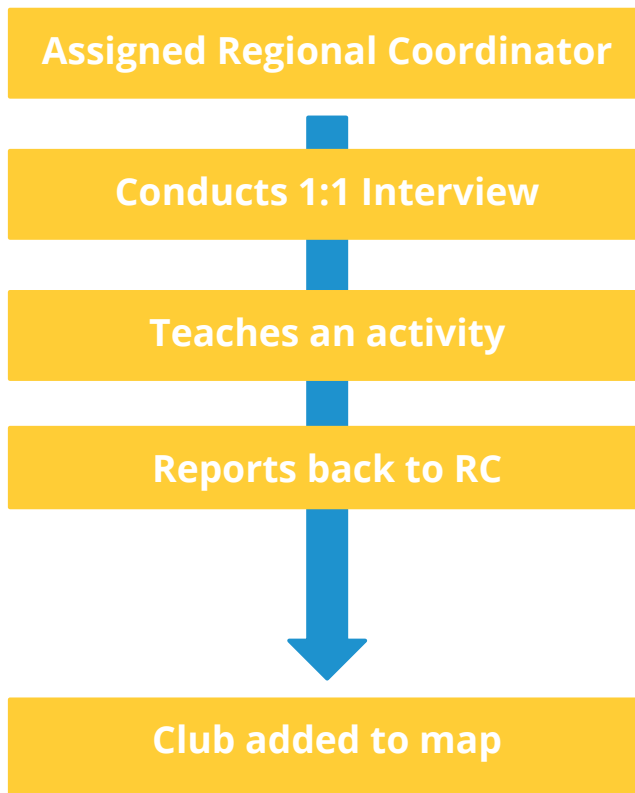 Assigned Regional Coordinator
Conducts 1:1 Interview
Teaches an activity
Reports back to RC
Club added to map